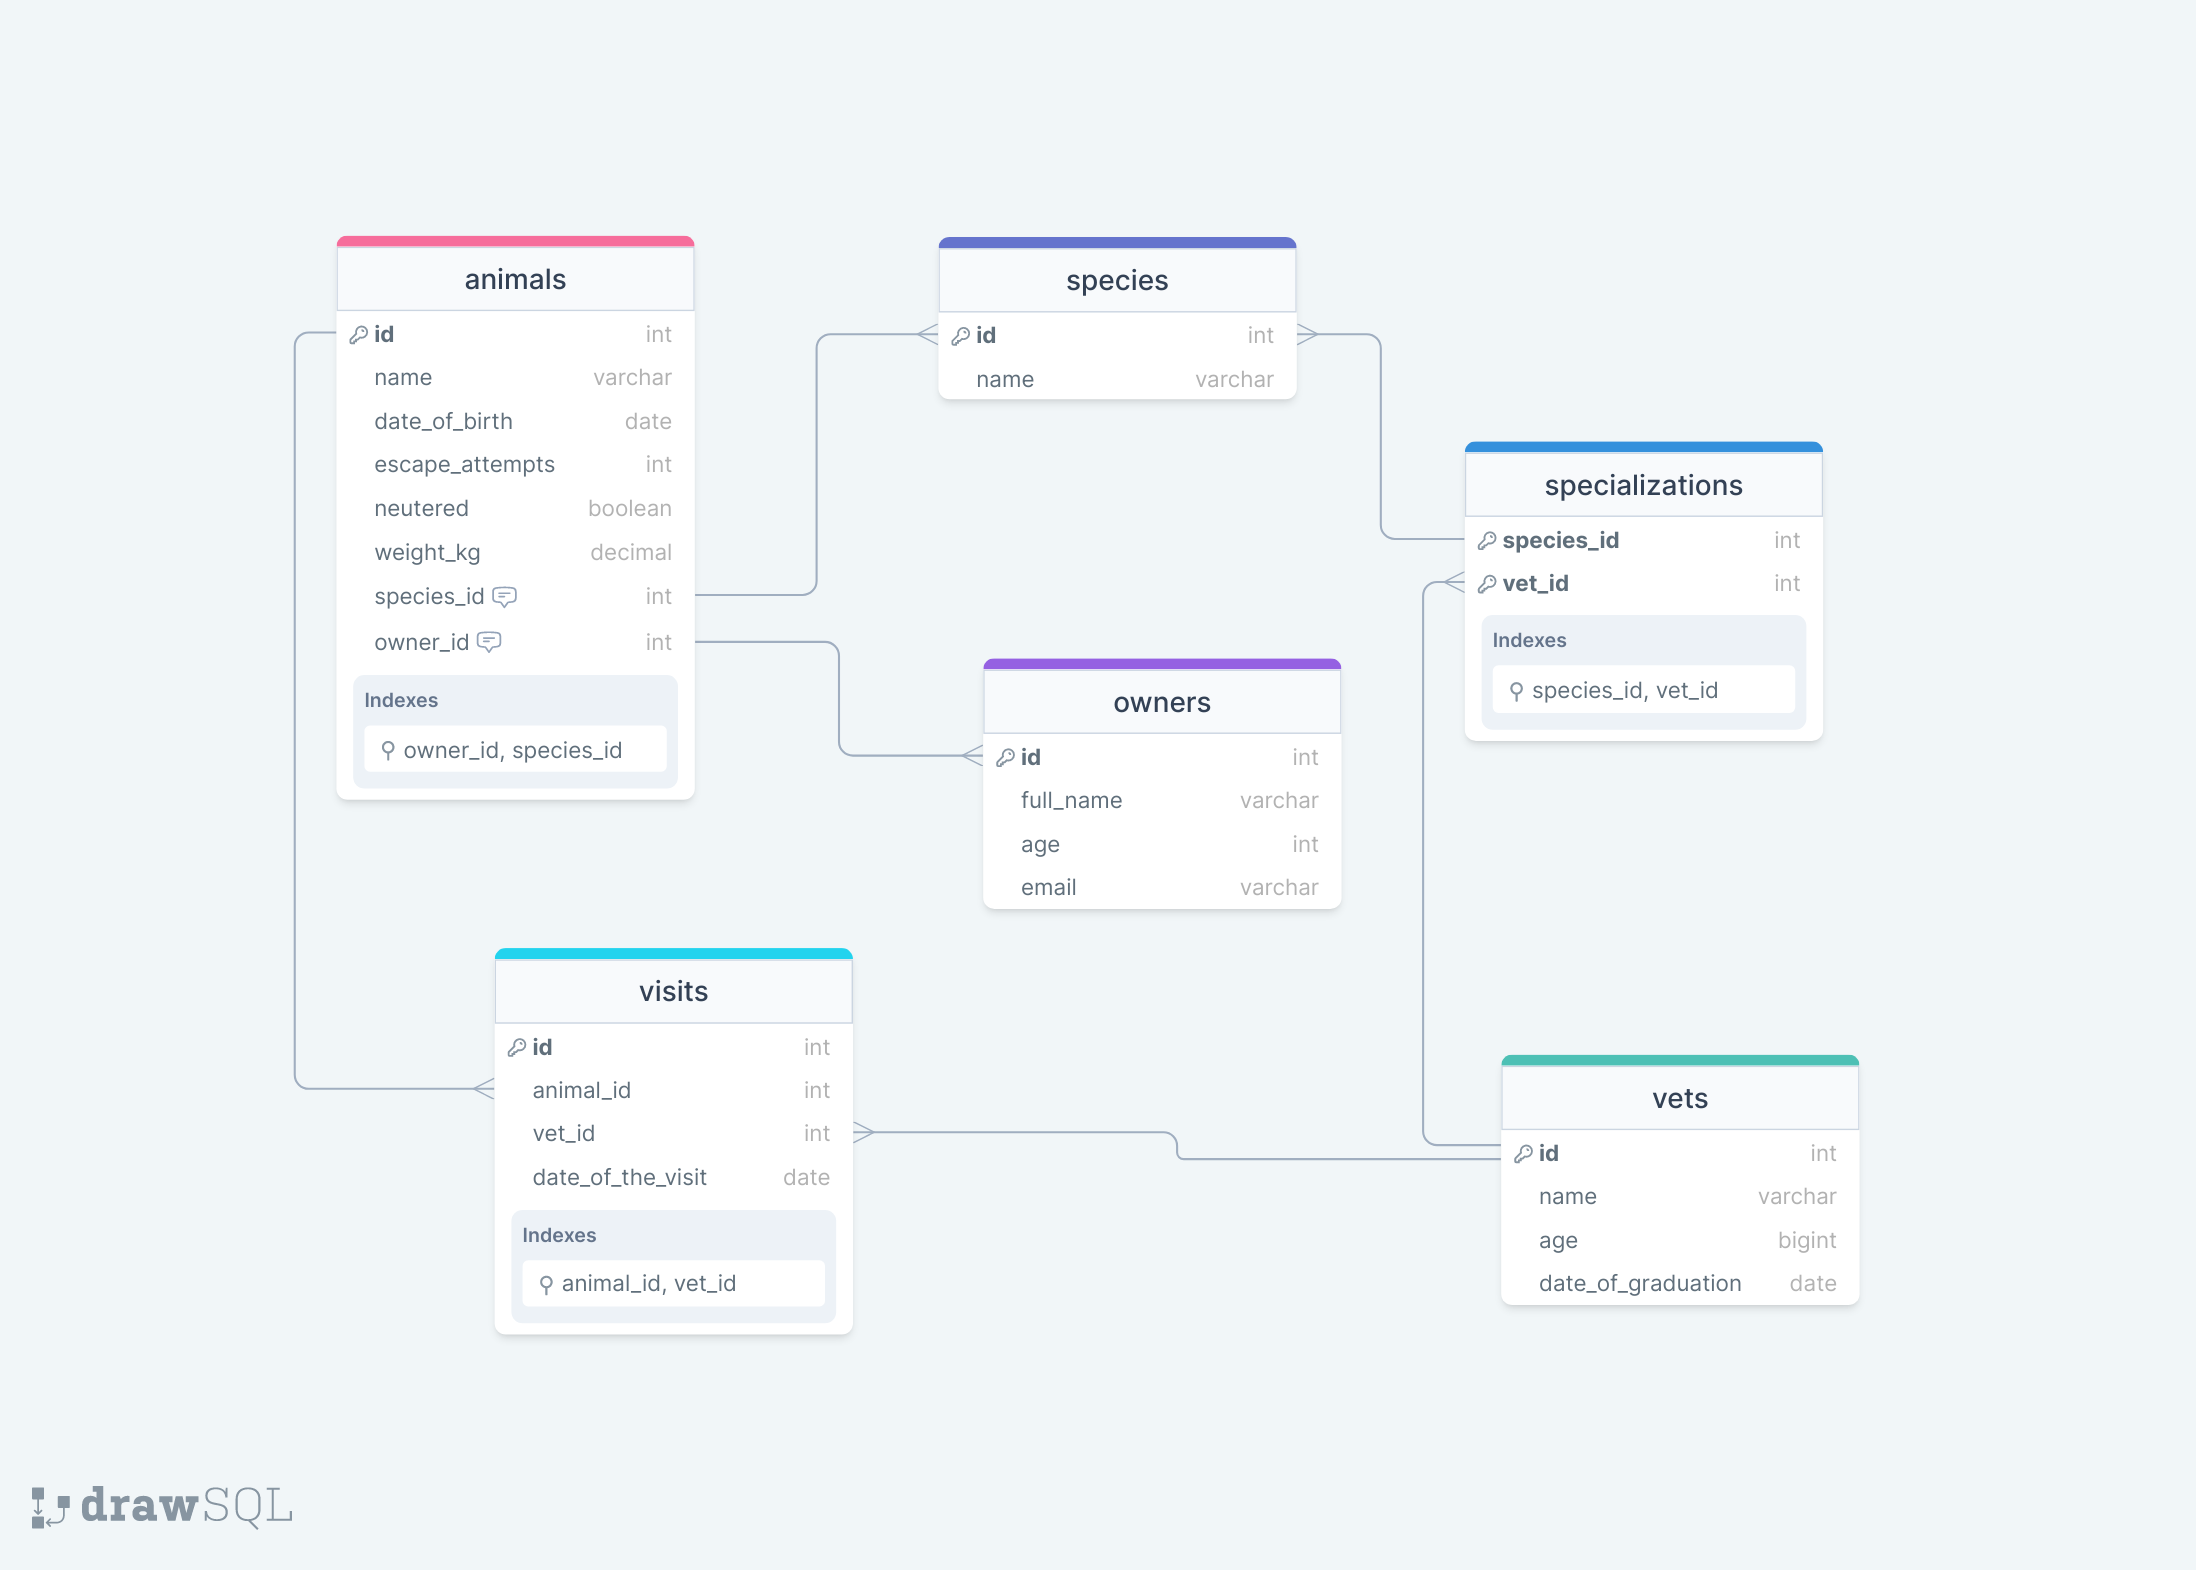 animals
id int
name varchar
date_of_birth date
escape_attempts int
neutered boolean
weight_kg decimal
species_id int
owner_id int
Indexes
owner_id, species_id
species
id int
name varchar
specializations
species_id int
vet_id int
Indexes
species_id, vet_id
owners
id int
full_name varchar
age int
email varchar
visits
id int
animal_id int
vet_id int
date_of_the_visit date
Indexes
animal_id, vet_id
vets
id int
name varchar
age bigint
date_of_graduation date
drawSQL